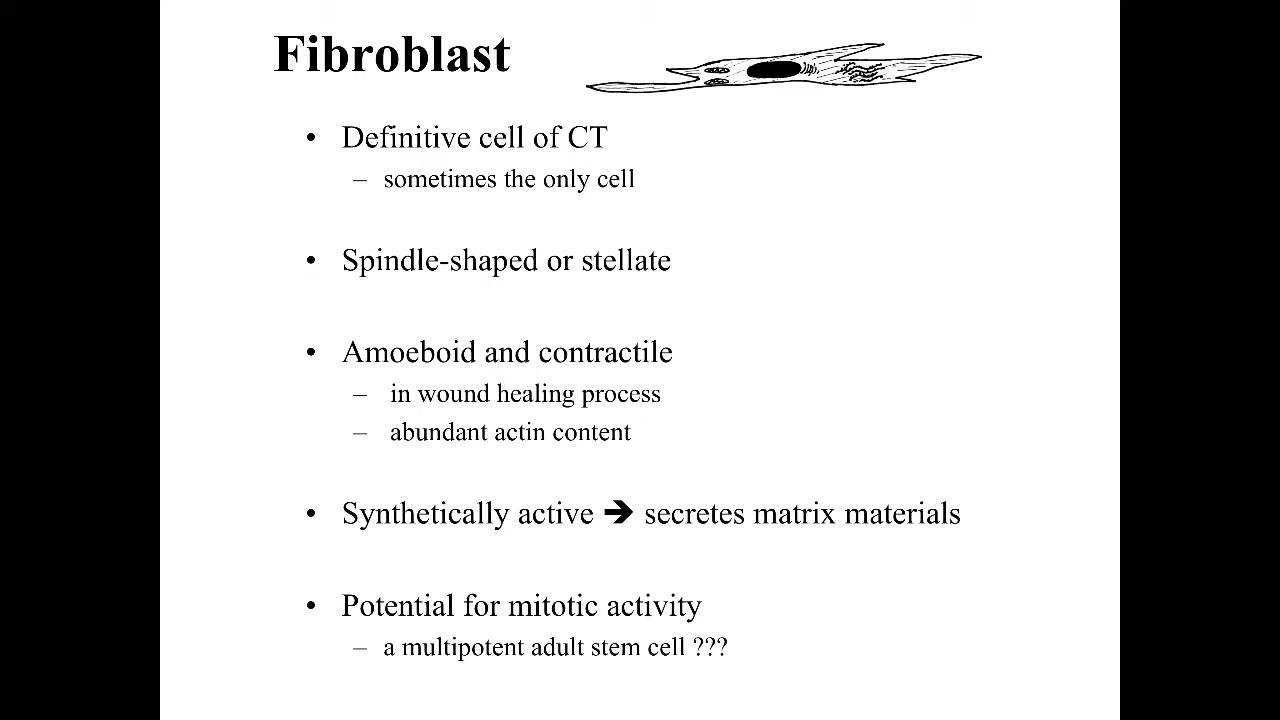 Fibroblast
• Definitive cell of CT
– sometimes the only cell
• Spindle-shaped or stellate
• Amoeboid and contractile
– in wound healing process
– abundant actin content
• Synthetically active ➔ secretes matrix materials
• Potential for mitotic activity
– a multipotent adult stem cell ???